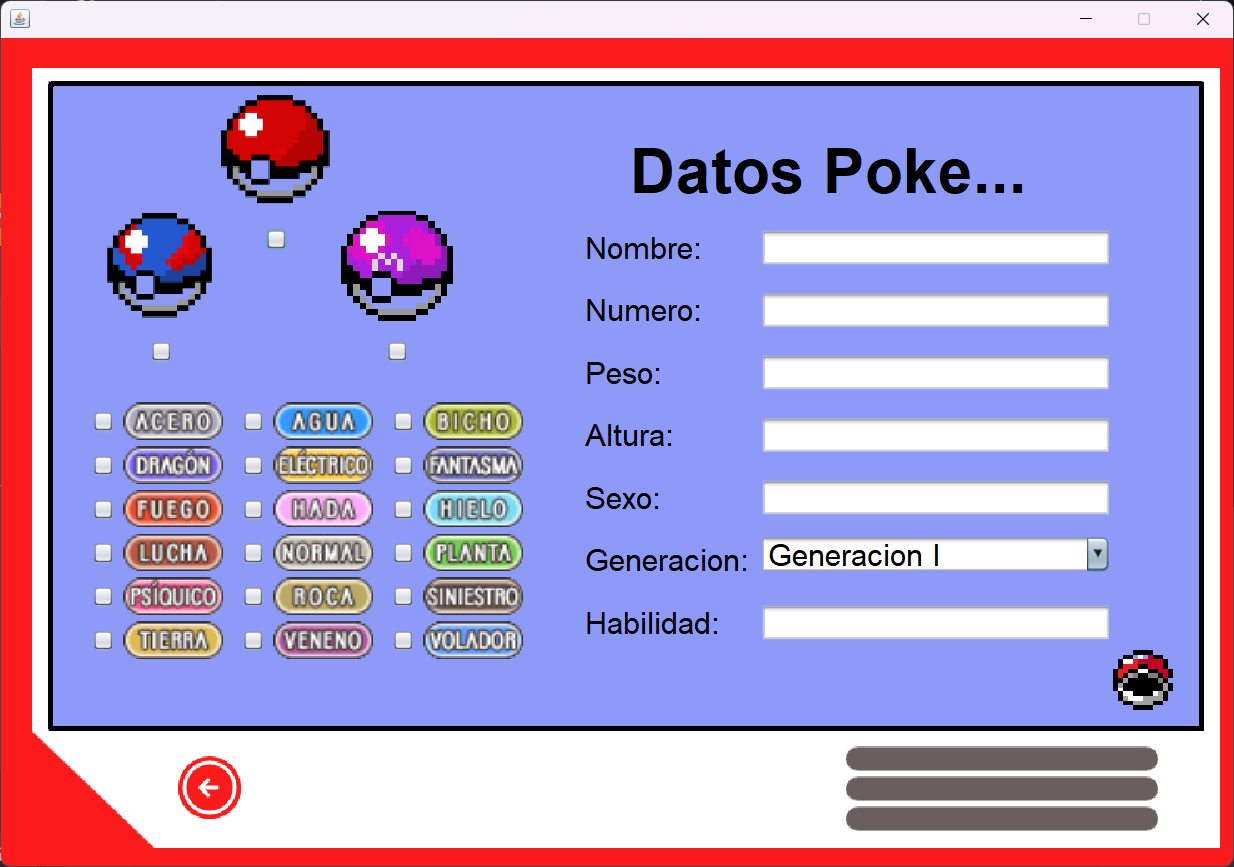 Datos Poke...
Nombre:
Numero:
Peso:
Altura:
Sexo:
Generacion: Generacion I
Habilidad:
ACERO AGUA BICHO
DRAGÓN ELÉCTRICO FANTASMA
FUEGO HADA HIELO
LUCHA NORMAL PLANTA
PSÍQUICO ROCA SINIESTRO
TIERRA VENENO VOLADOR